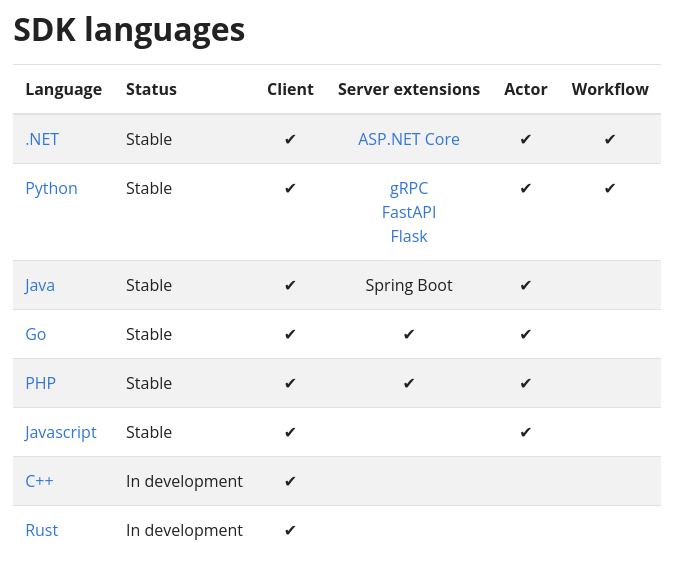 SDK languages
Language Status Client Server extensions Actor Workflow
.NET Stable ✔ ASP.NET Core ✔ ✔
Python Stable ✔ gRPC ✔ ✔
FastAPI
Flask
Java Stable ✔ Spring Boot ✔
Go Stable ✔ ✔ ✔
PHP Stable ✔ ✔ ✔
Javascript Stable ✔ ✔
C++ In development ✔
Rust In development ✔